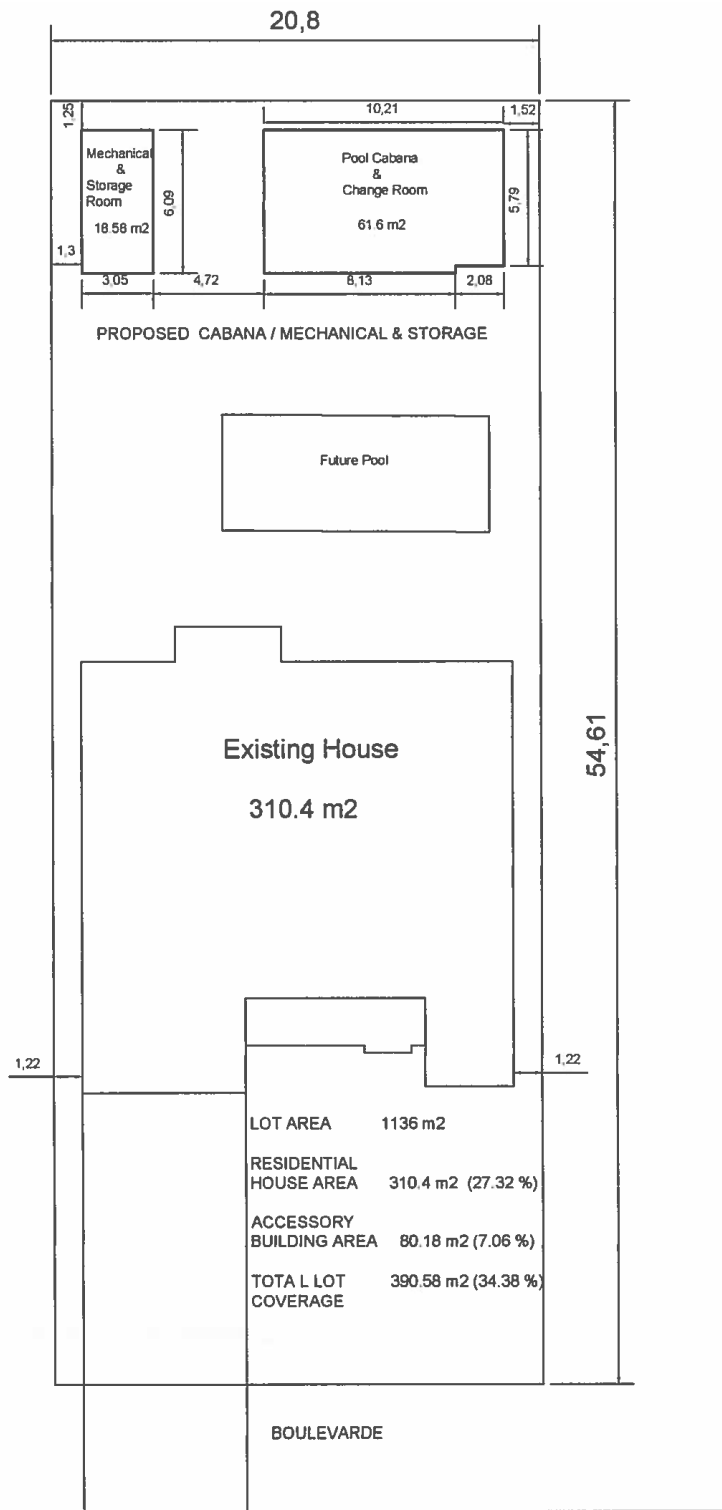 20,8
1,25
10,21
1,52
Mechanical
&
Storage
Room
18.58 m2
6,09
Pool Cabana
&
Change Room
61.6 m2
5,79
1,3
3,05
4,72
8,13
2,08
PROPOSED CABANA / MECHANICAL & STORAGE
Future Pool
54,61
Existing House
310.4 m2
1,22
1,22
LOT AREA 1136 m2
RESIDENTIAL
HOUSE AREA 310.4 m2 (27.32 %)
ACCESSORY
BUILDING AREA 80.18 m2 (7.06 %)
TOTA L LOT 390.58 m2 (34.38 %)
COVERAGE
BOULEVARDE